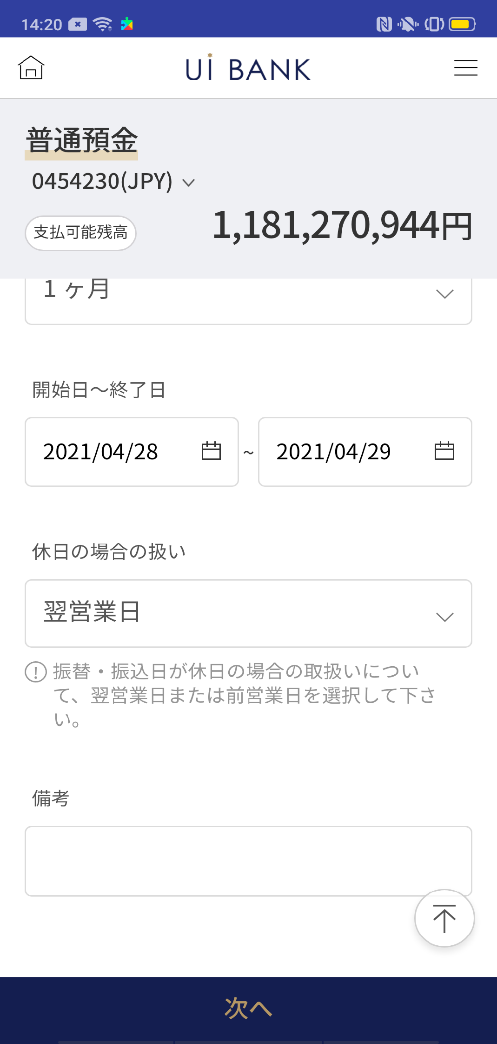 14:20
UI BANK
普通預金
0454230(JPY)
支払可能残高
1,181,270,944円
1 ヶ月
開始日～終了日
2021/04/28 ~ 2021/04/29
休日の場合の扱い
翌営業日
振替・振込日が休日の場合の取扱いについ
て、翌営業日または前営業日を選択して下さ
い。
備考
次へ